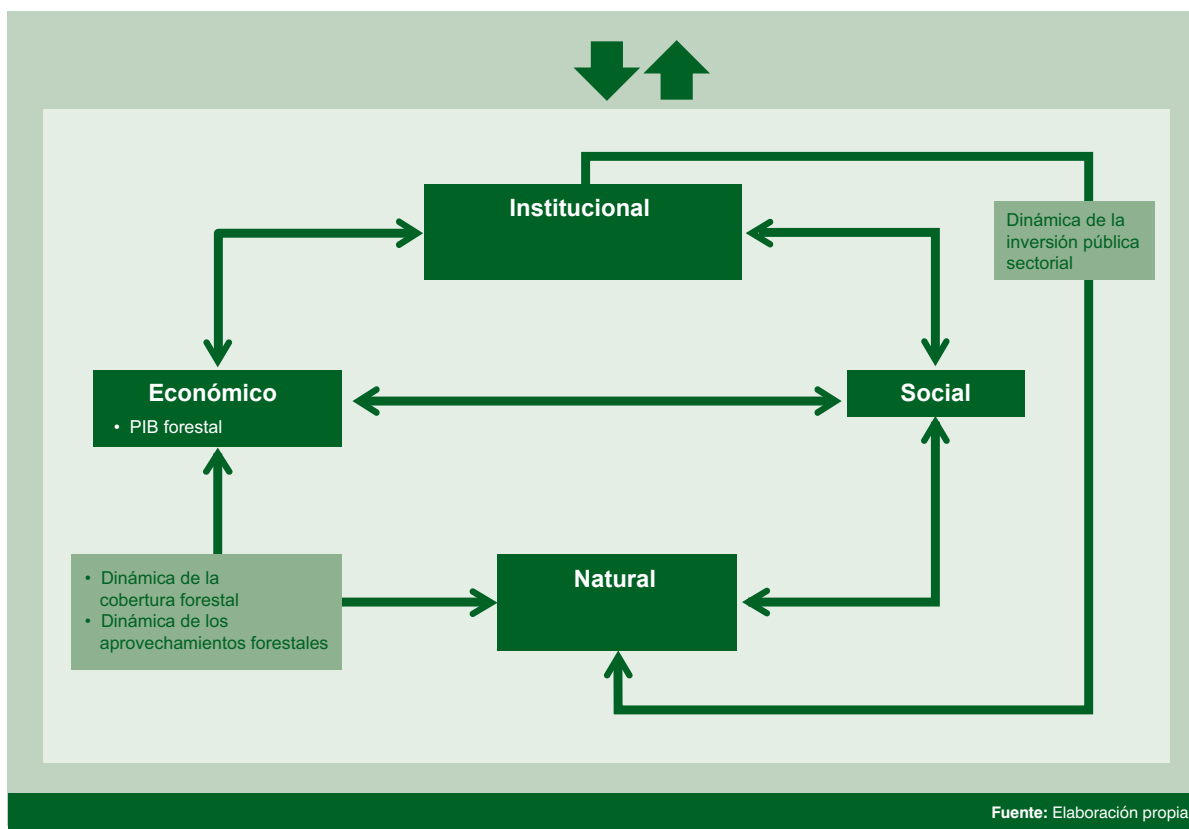 Institucional
Dinámica de la
inversión pública
sectorial
Económico
• PIB forestal
Social
• Dinámica de la
cobertura forestal
• Dinámica de los
aprovechamientos forestales
Natural
Fuente: Elaboración propia